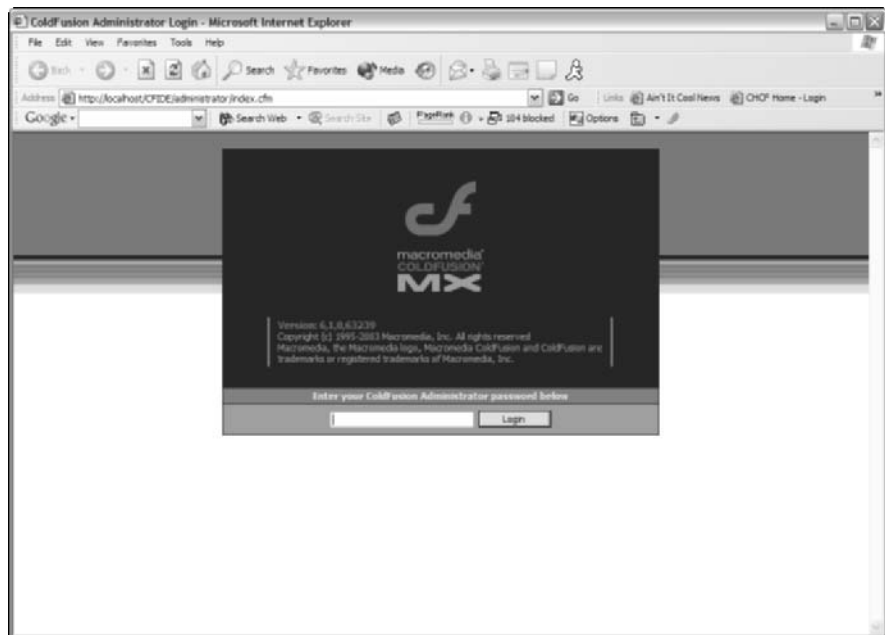 ColdFusion Administrator Login - Microsoft Internet Explorer
File Edit View Favorites Tools Help
Back Search Favorites Media
Address http://localhost/CFIDE/administrator/index.cfm Go Links Ain't It Cool News CHOF Home - Login
Google Search Web Search Site PageRank 104 blocked Options
cf
macromedia
COLDFUSION
MX
Version: 6,1,0,63239
Copyright (c) 1995-2003 Macromedia, Inc. All rights reserved
Macromedia, the Macromedia logo, Macromedia ColdFusion and ColdFusion are
trademarks or registered trademarks of Macromedia, Inc.
Enter your ColdFusion Administrator password below
Login